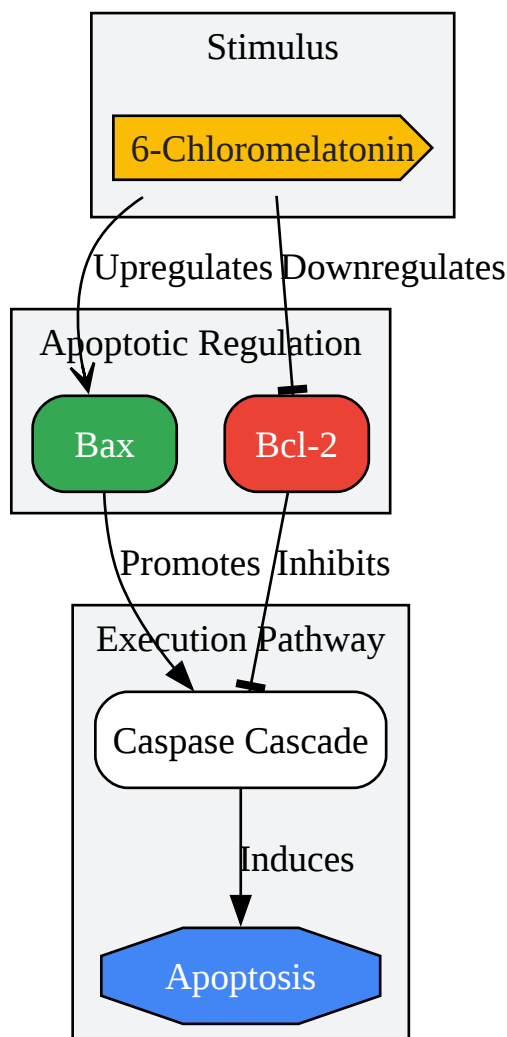 Stimulus
6-Chloromelatonin
Upregulates
Downregulates
Apoptotic Regulation
Bax
Bcl-2
Promotes
Inhibits
Execution Pathway
Caspase Cascade
Induces
Apoptosis